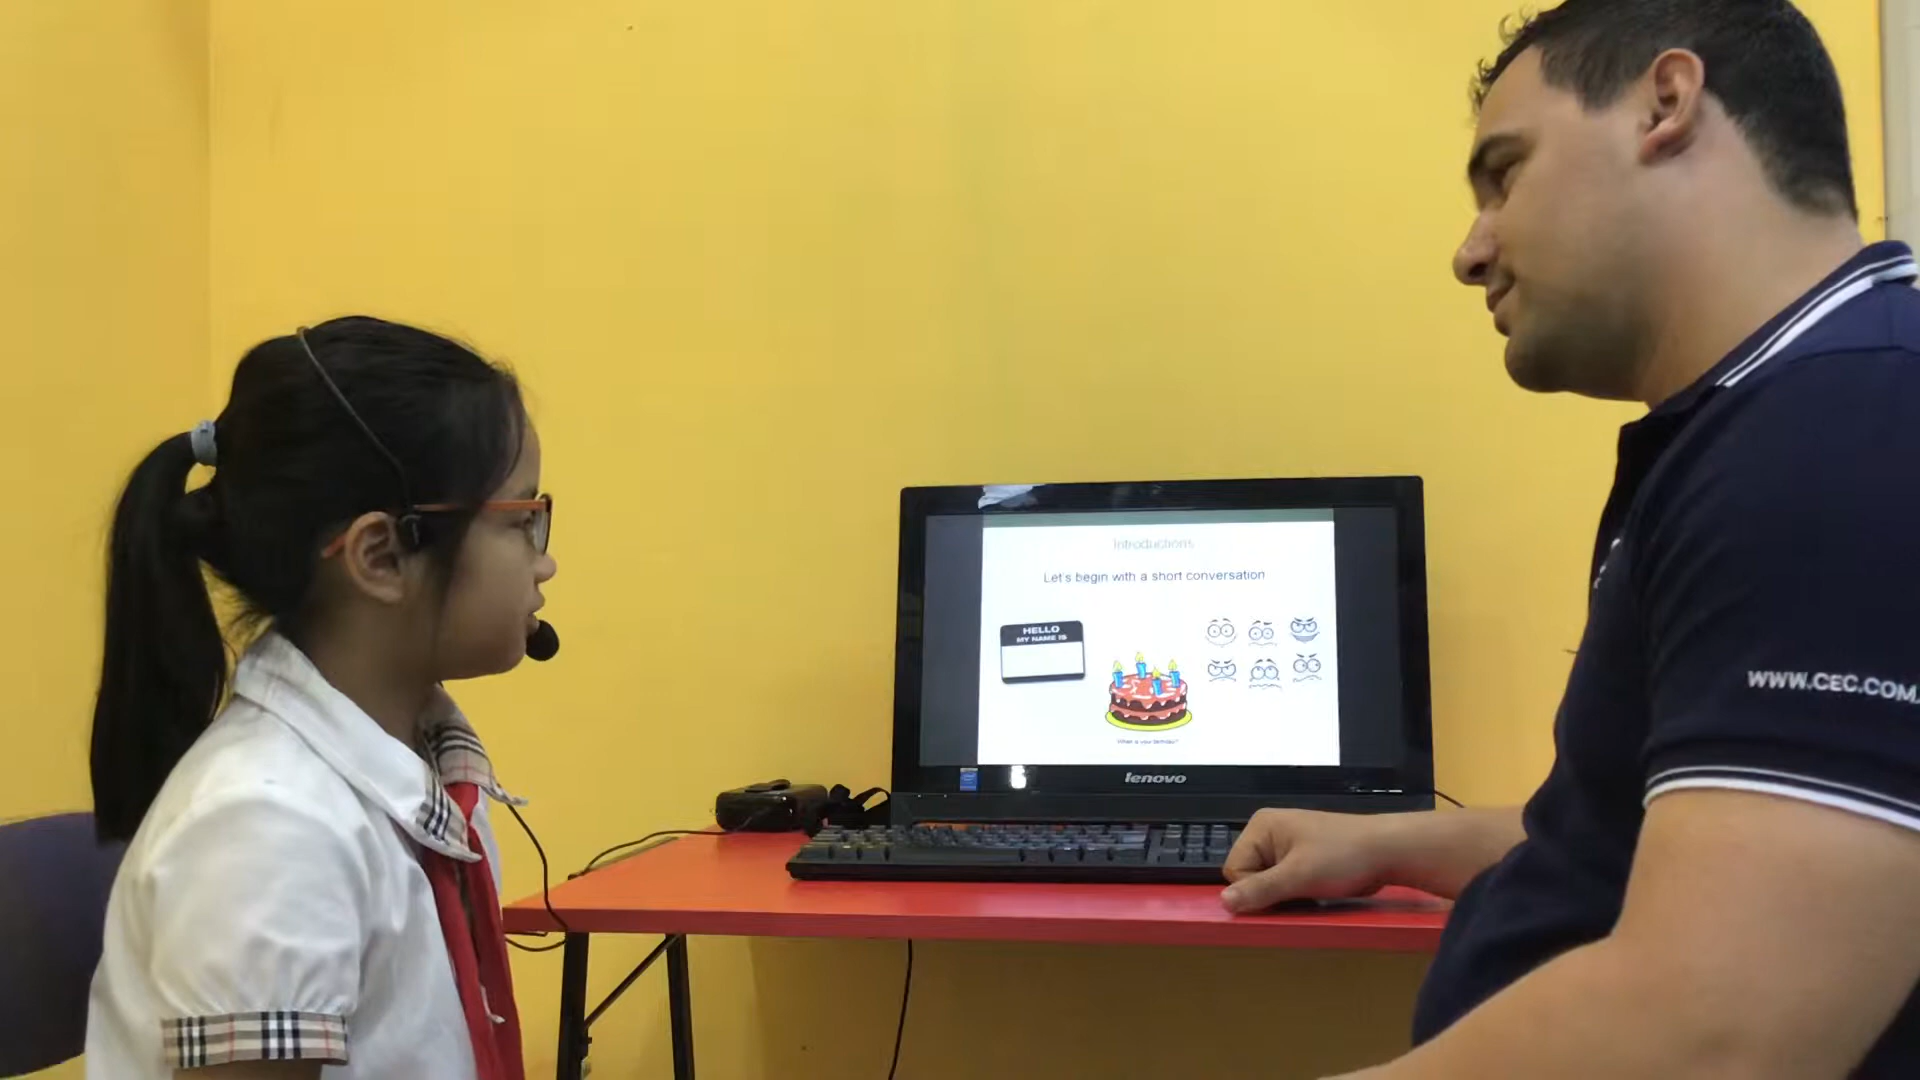 Introductions
Let's begin with a short conversation
HELLO
MY NAME IS
lenovo
WWW.CEC.COM.